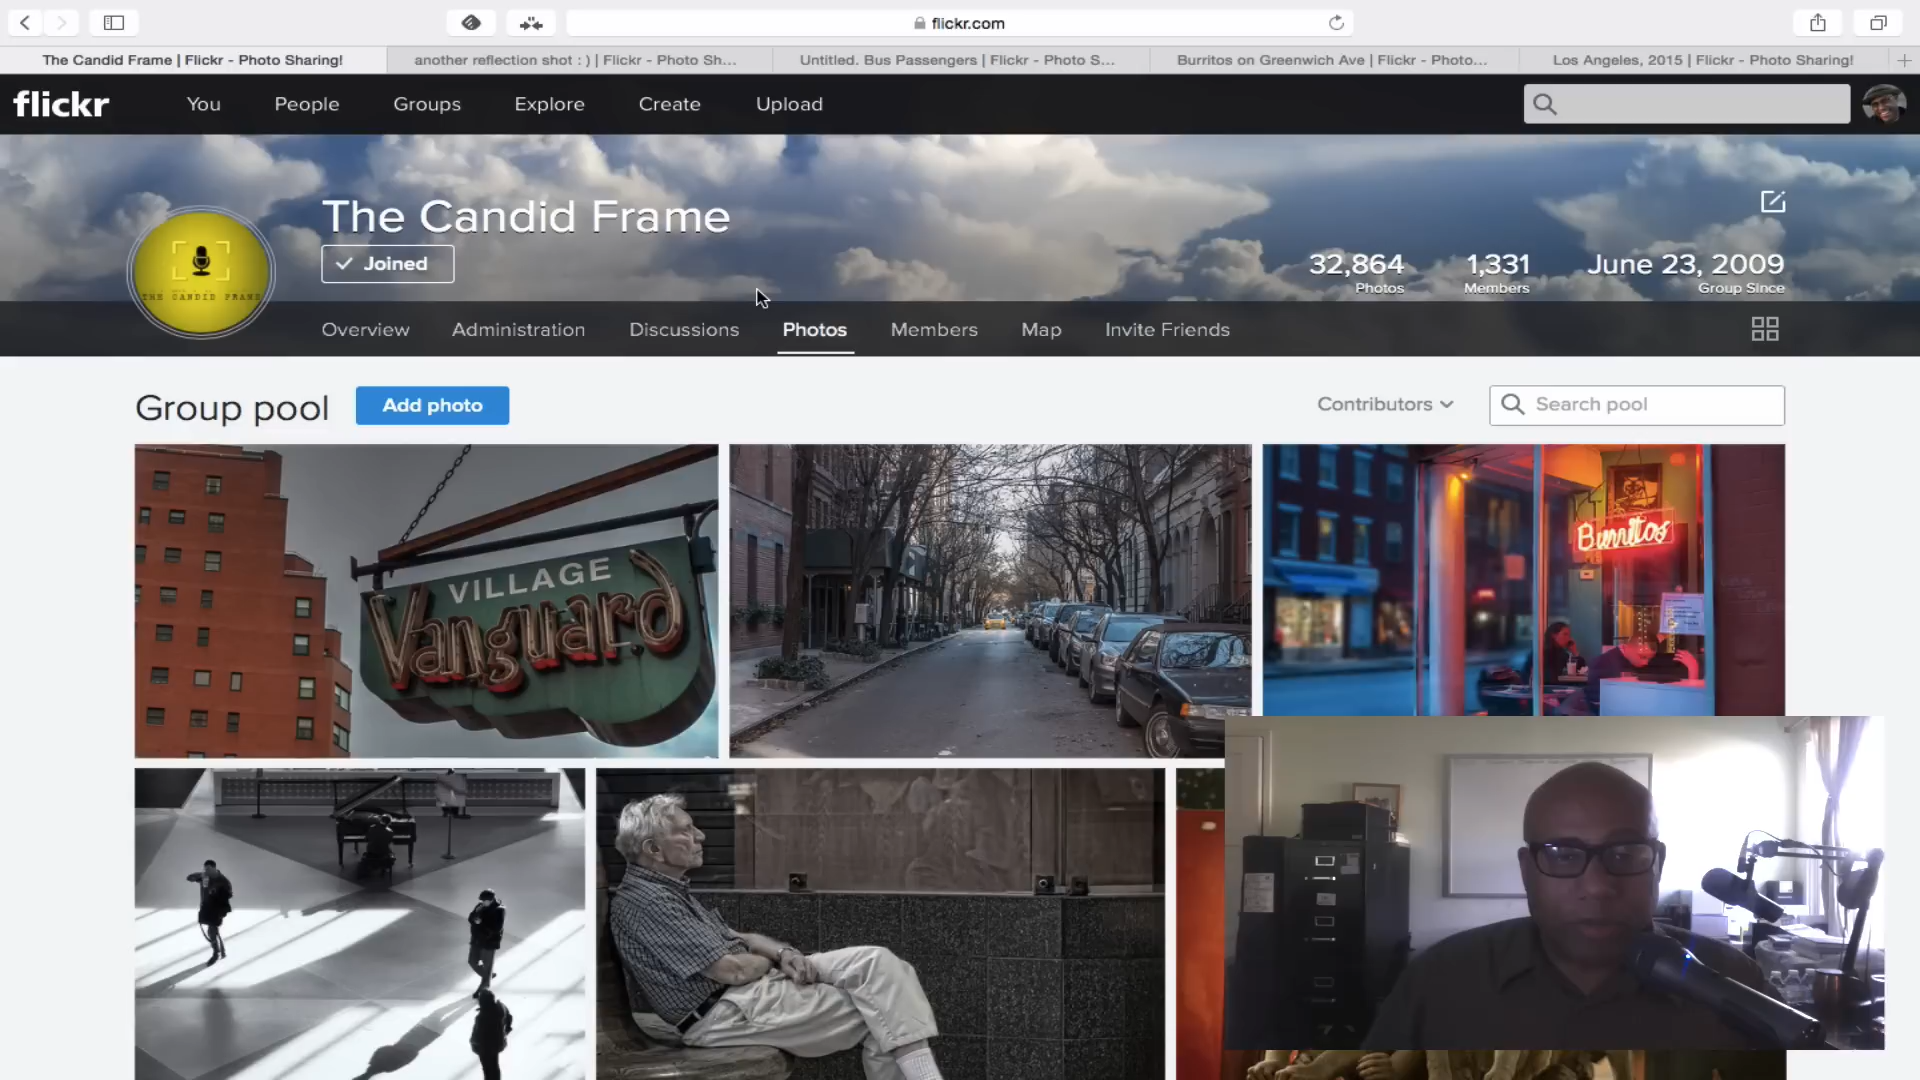 flickr.com
The Candid Frame | Flickr - Photo Sharing!
another reflection shot : ) | Flickr - Photo Sh...
Untitled. Bus Passengers | Flickr - Photo S...
Burritos on Greenwich Ave | Flickr - Photo...
Los Angeles, 2015 | Flickr - Photo Sharing!
flickr You People Groups Explore Create Upload
The Candid Frame
Joined
32,864 1,331 June 23, 2009
Photos Members Group Since
THE CANDID FRAME
Overview Administration Discussions Photos Members Map Invite Friends
Group pool Add photo Contributors Search pool
VILLAGE
Vanguard
Burritos